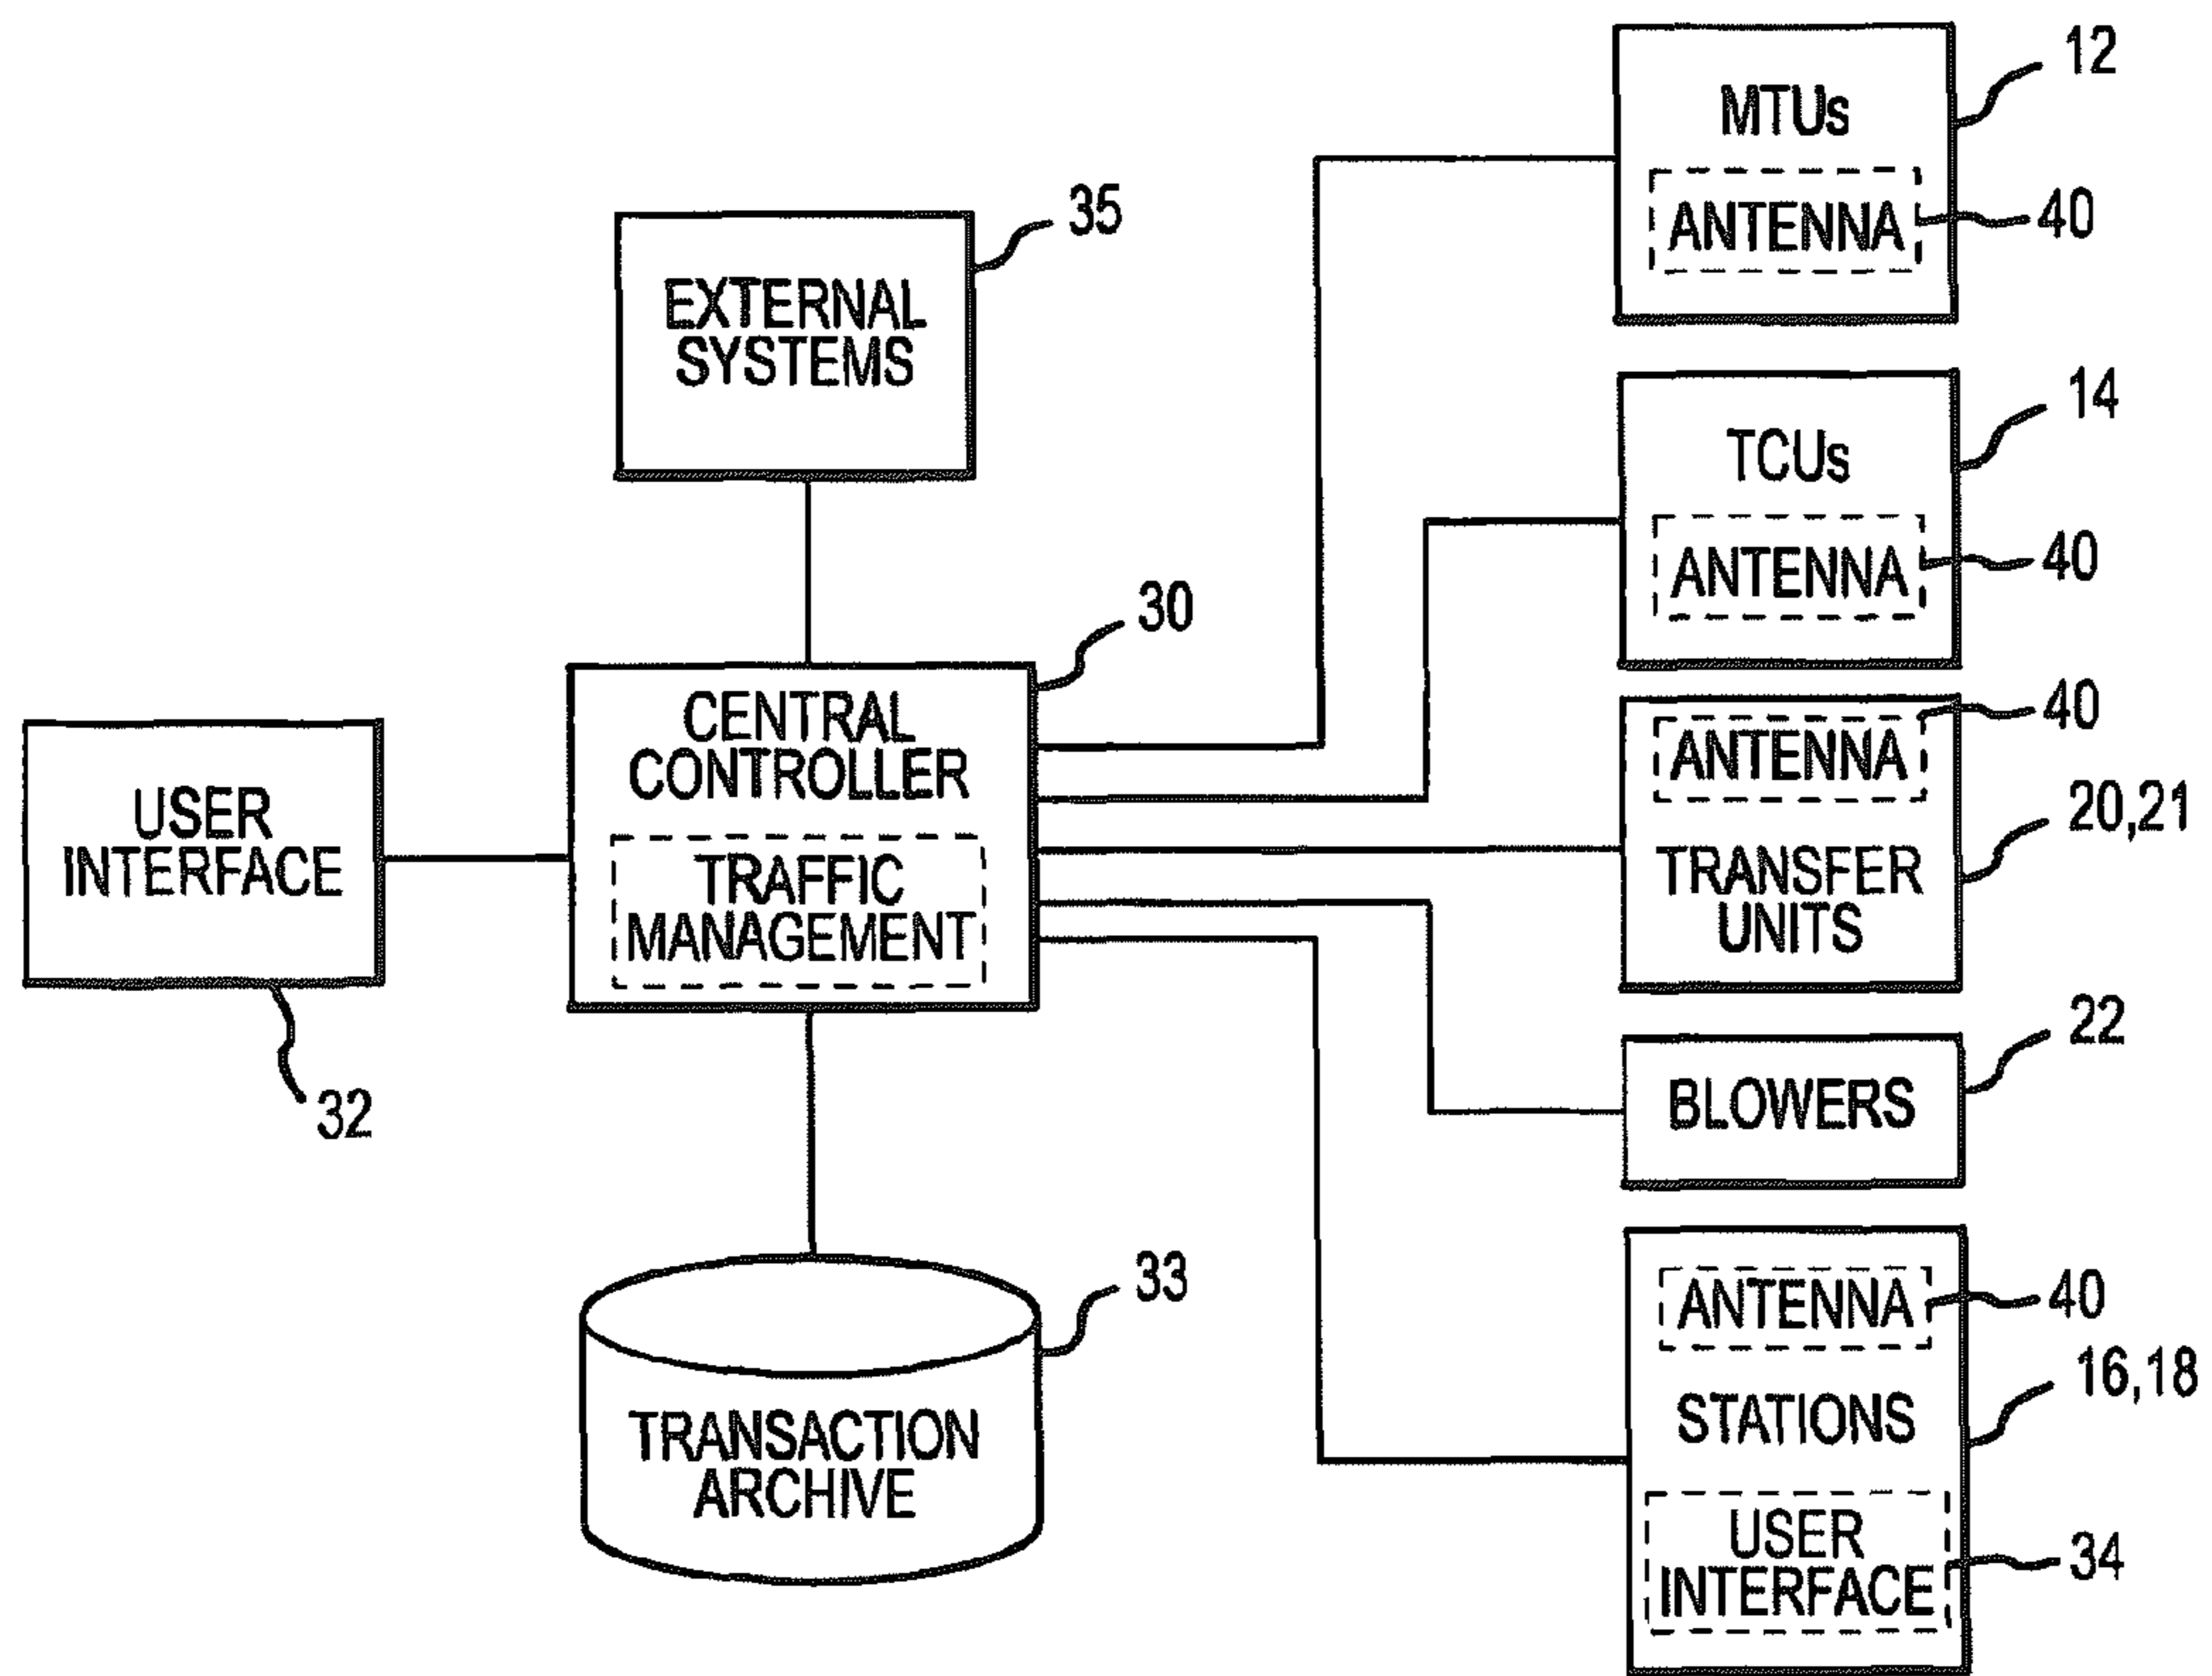 12
MTUs
ANTENNA
40
35
EXTERNAL
SYSTEMS
14
TCUs
ANTENNA
40
30
CENTRAL
CONTROLLER
TRAFFIC
MANAGEMENT
40
ANTENNA
20,21
TRANSFER
UNITS
USER
INTERFACE
32
22
BLOWERS
33
TRANSACTION
ARCHIVE
ANTENNA
40
16,18
STATIONS
USER
INTERFACE
34